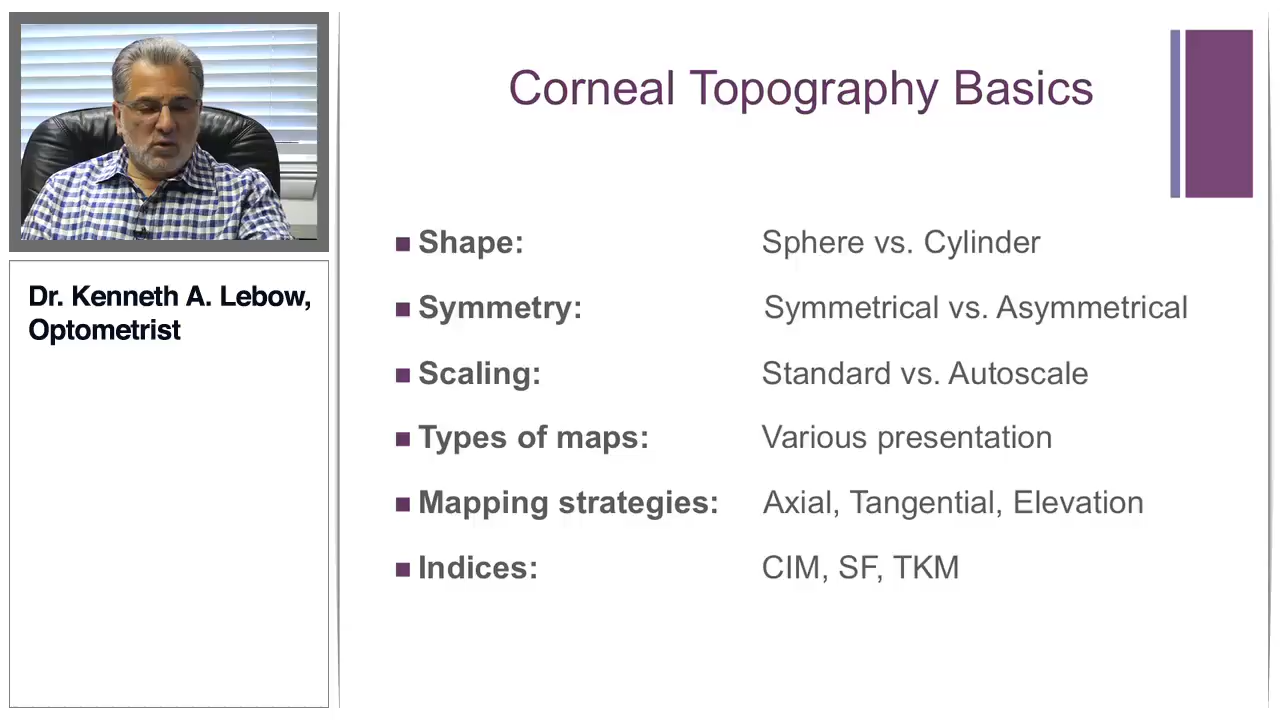 Corneal Topography Basics
Dr. Kenneth A. Lebow,
Optometrist
Shape: Sphere vs. Cylinder
Symmetry: Symmetrical vs. Asymmetrical
Scaling: Standard vs. Autoscale
Types of maps: Various presentation
Mapping strategies: Axial, Tangential, Elevation
Indices: CIM, SF, TKM